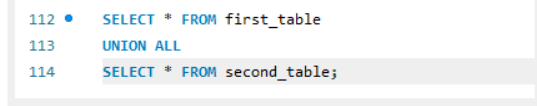 112 SELECT * FROM first_table
113 UNION ALL
114 SELECT * FROM second_table;